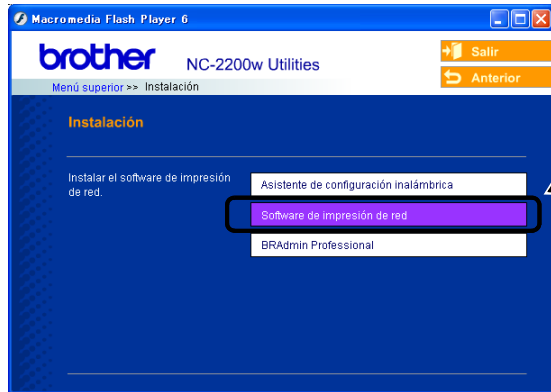 Macromedia Flash Player 6
brother
NC-2200w Utilities
Salir
Anterior
Menú superior >> Instalación
Instalación
Instalar el software de impresión
de red.
Asistente de configuración inalámbrica
Software de impresión de red
BRAdmin Professional